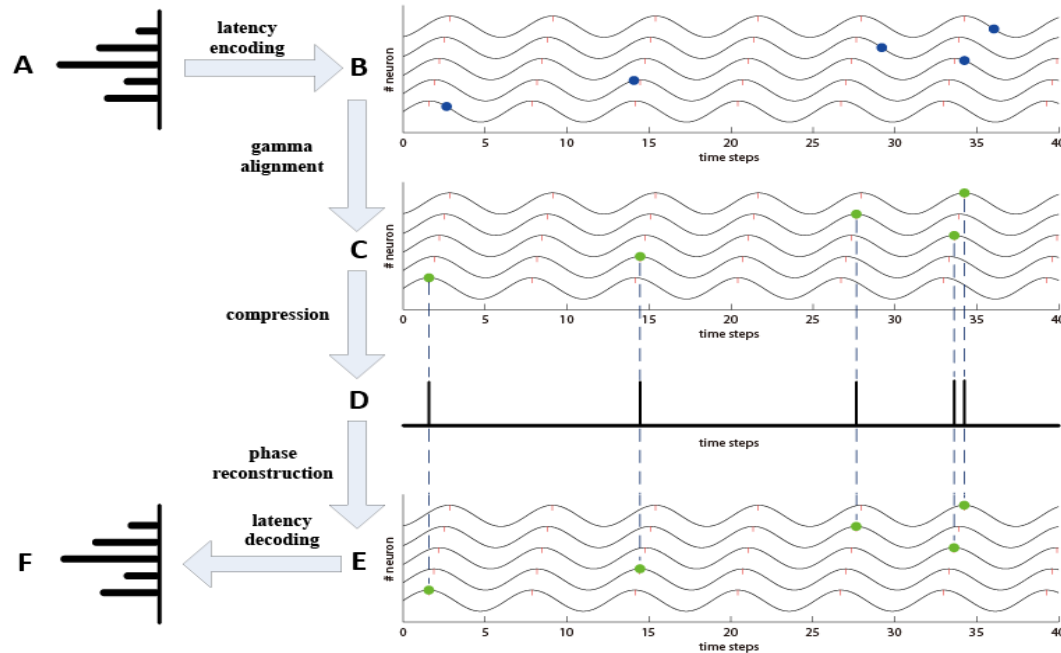 A
latency
encoding
B
# neuron
0 5 10 15 20 25 30 35 40
time steps
gamma
alignment
C
# neuron
0 5 10 15 20 25 30 35 40
time steps
compression
D
time steps
phase
reconstruction
F
latency
decoding
E
# neuron
0 5 10 15 20 25 30 35 40
time steps